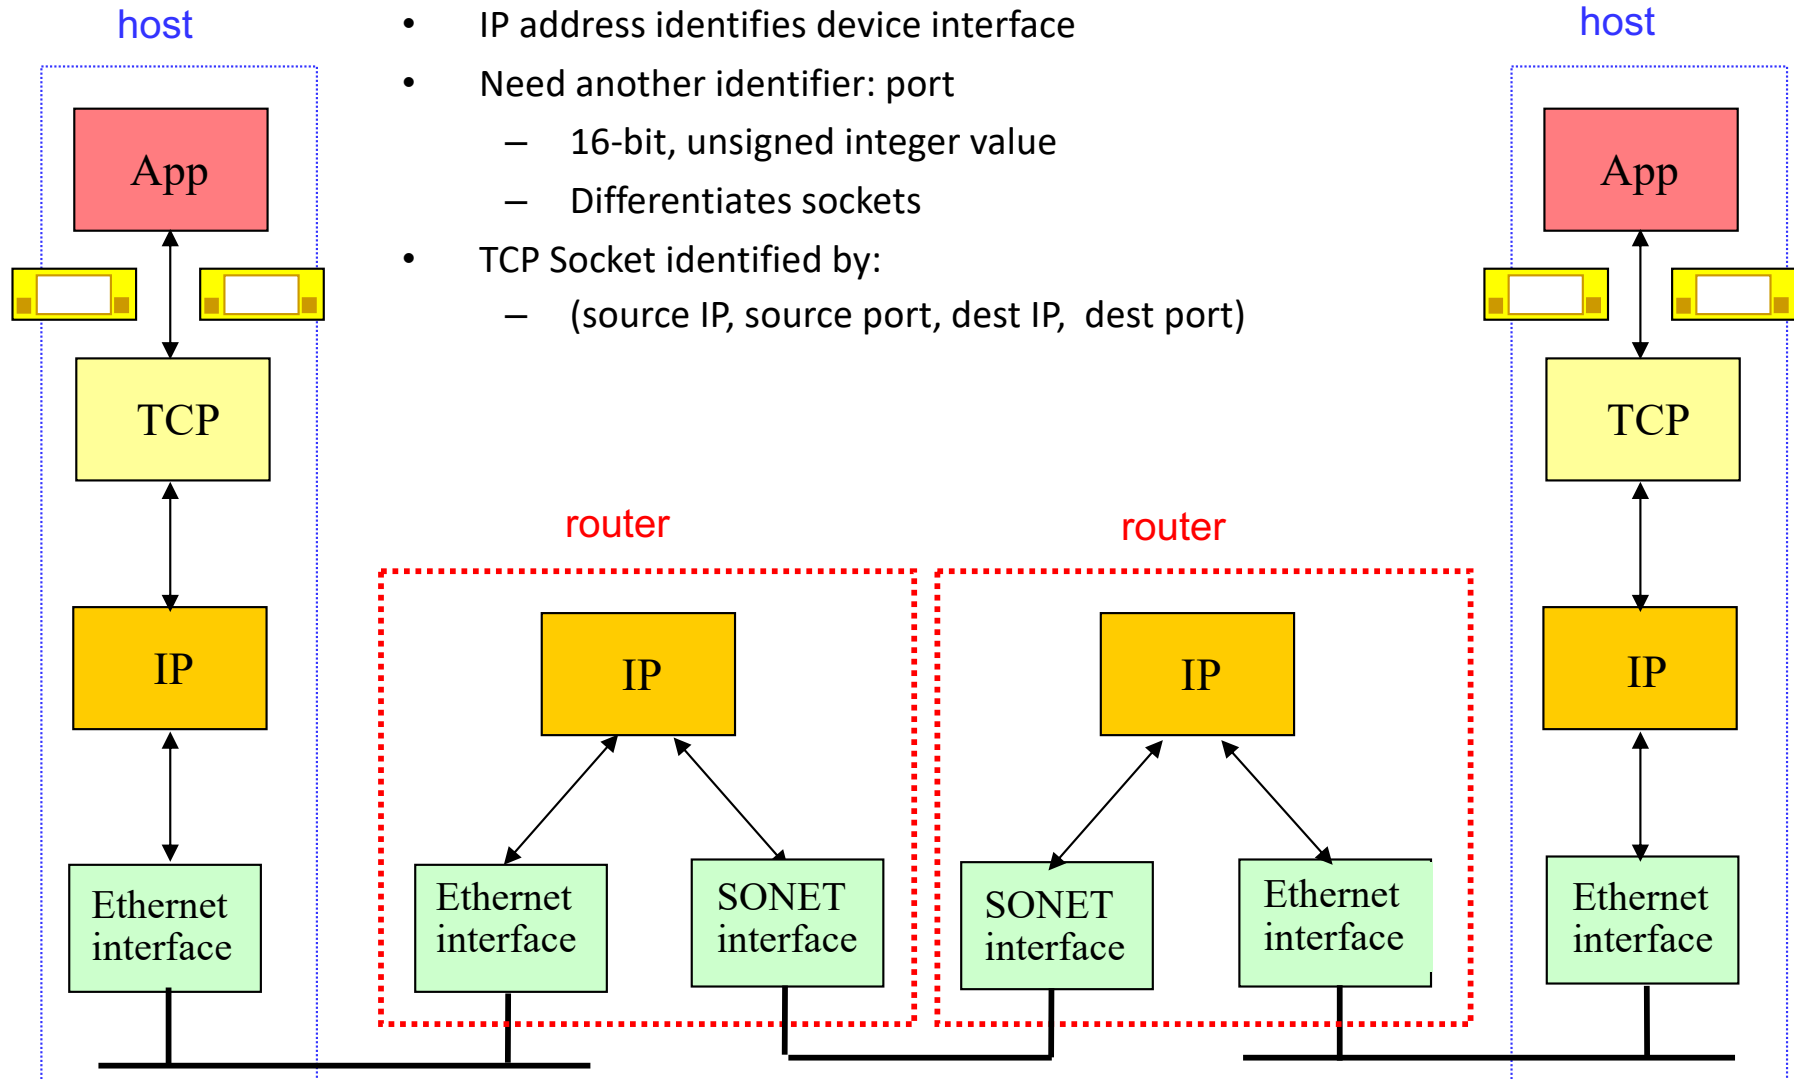 host
• IP address identifies device interface
• Need another identifier: port
– 16-bit, unsigned integer value
– Differentiates sockets
• TCP Socket identified by:
– (source IP, source port, dest IP, dest port)
host
App
App
TCP
TCP
router
router
IP
IP
IP
IP
Ethernet
interface
Ethernet
interface
SONET
interface
SONET
interface
Ethernet
interface
Ethernet
interface